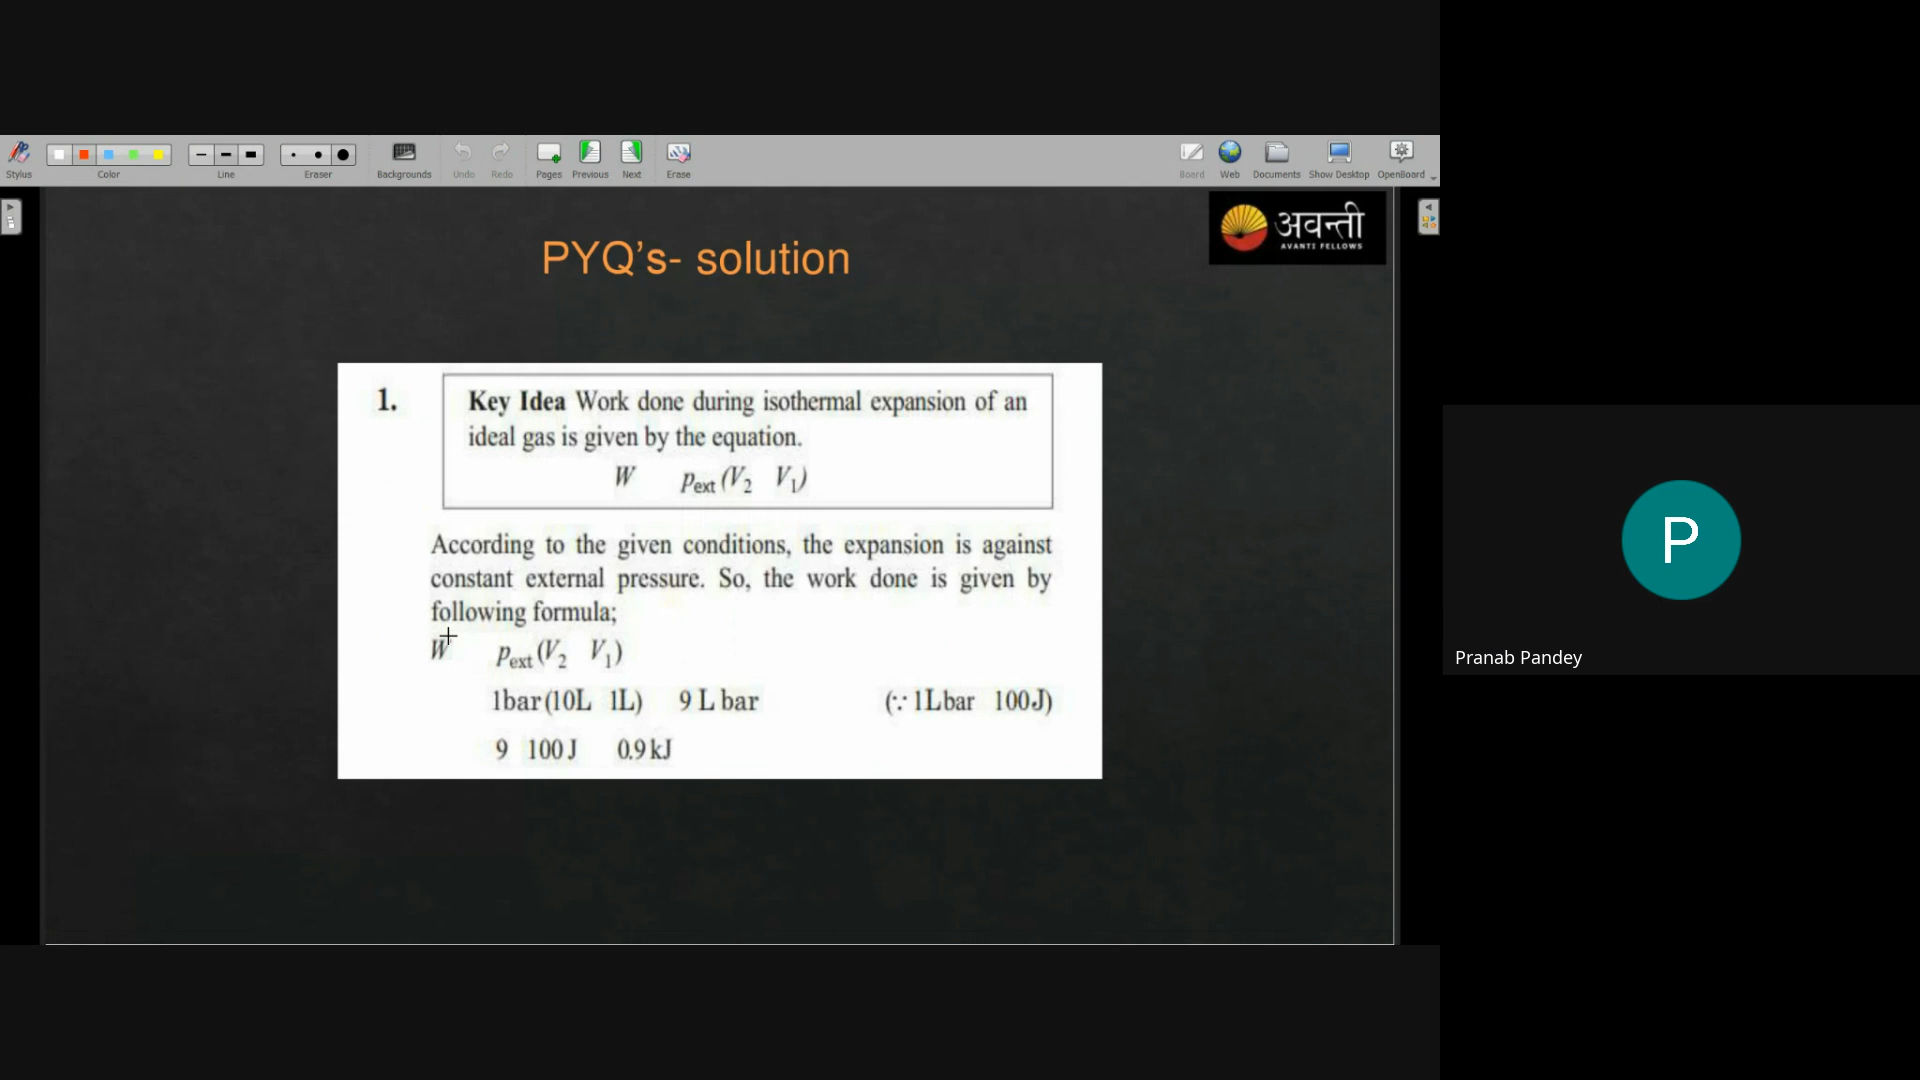 Stylus
Color
Line
Eraser
Backgrounds
Undo
Redo
Pages
Previous
Next
Erase
Board
Web
Documents
Show Desktop
OpenBoard
अवन्ती
AVANTI FELLOWS
PYQ’s- solution
1.
Key Idea Work done during isothermal expansion of an
ideal gas is given by the equation.
W pext (V2 V1)
According to the given conditions, the expansion is against
constant external pressure. So, the work done is given by
following formula;
W pext (V2 V1)
1bar(10L 1L) 9 L bar (∵ 1Lbar 100J)
9 100 J 0.9 kJ
P
Pranab Pandey